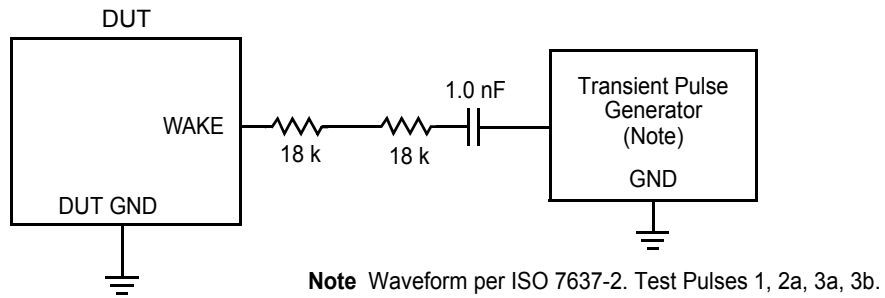 DUT
WAKE
DUT GND
18 k
18 k
1.0 nF
Transient Pulse
Generator
(Note)
GND
Note Waveform per ISO 7637-2. Test Pulses 1, 2a, 3a, 3b.